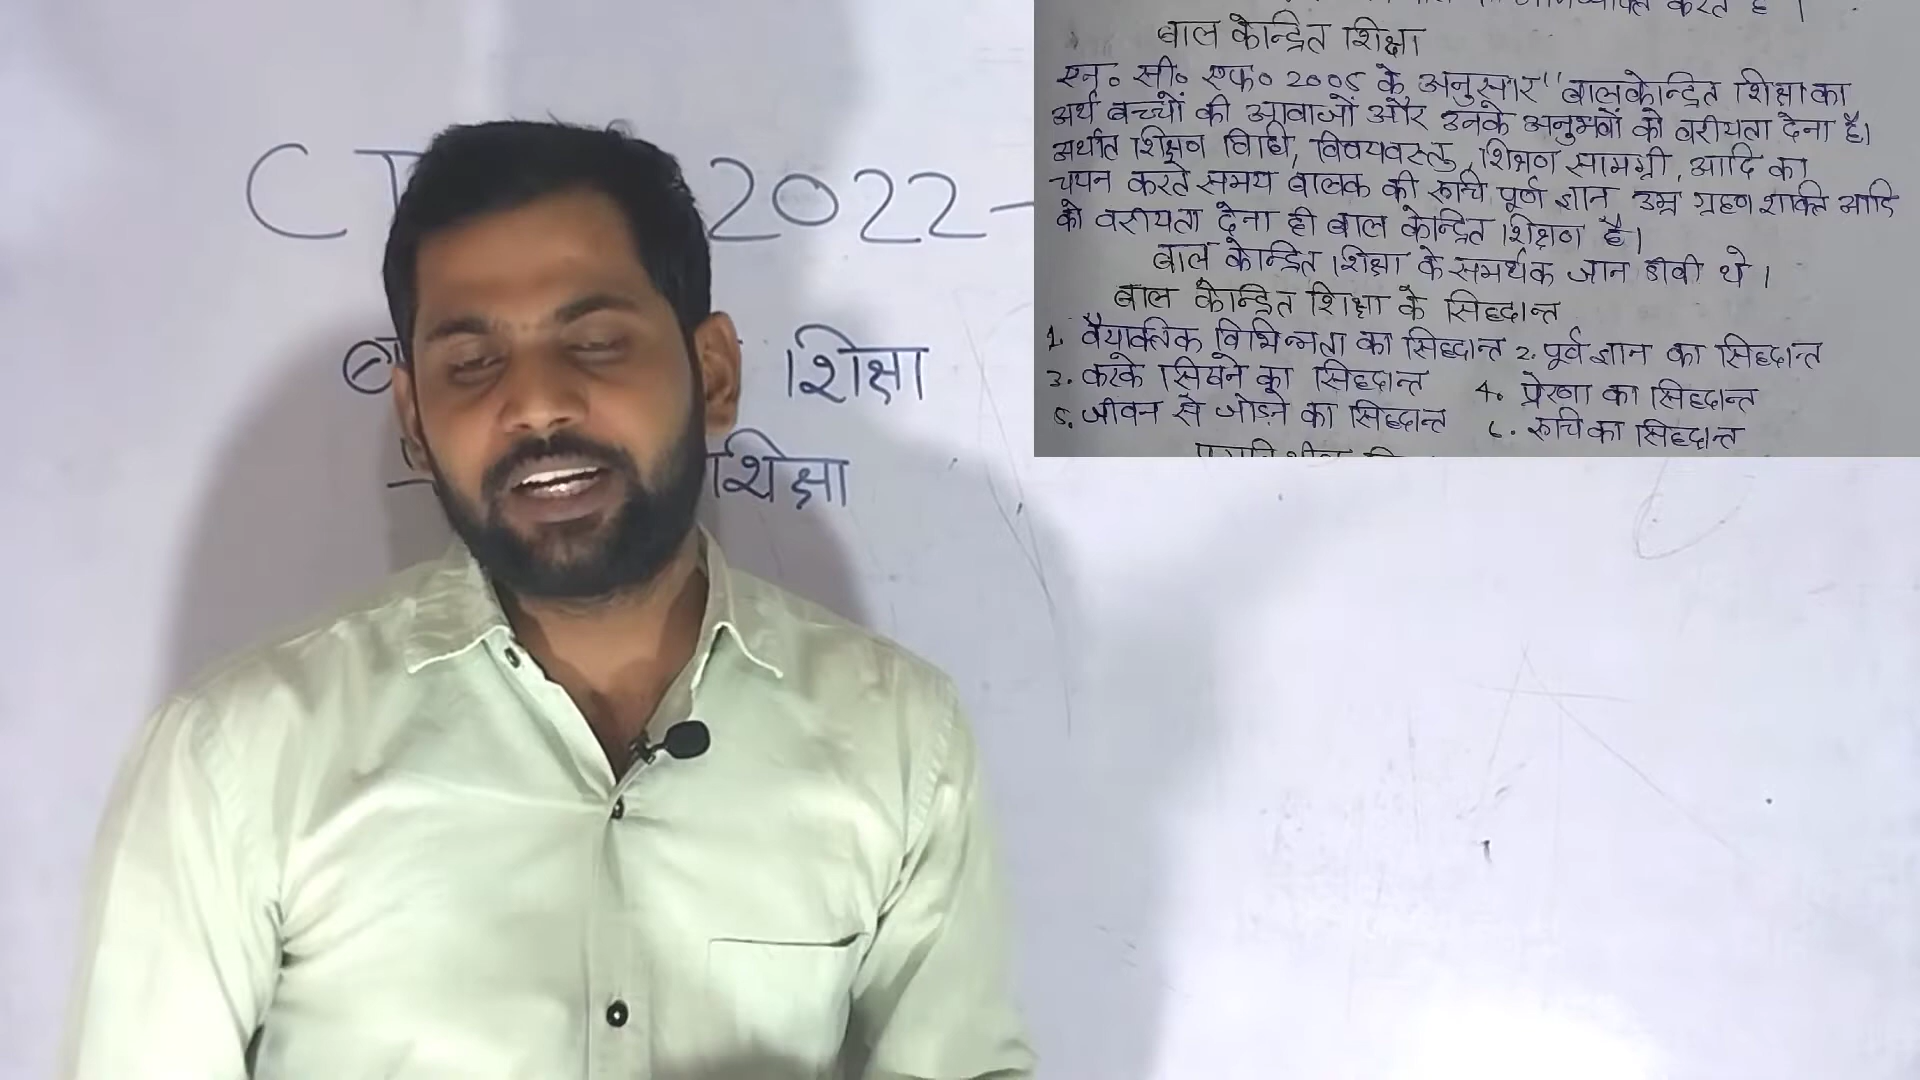 2022-
शिक्षा
शिक्षा
करते है ।
बाल केन्द्रित शिक्षा
एन० सी० एफ० 2005 के अनुसार "बालकेन्द्रित शिक्षा का
अर्थ बच्चों की आवाजों और उनके अनुभवों को वरीयता देना है।
अर्थात शिक्षण विधि, विषयवस्तु, शिक्षण सामग्री, आदि का
चयन करते समय बालक की रूचि पूर्ण ज्ञान उम्र ग्रहण शक्ति आदि
को वरीयता देना ही बाल केन्द्रित शिक्षण है।
बाल केन्द्रित शिक्षा के समर्थक जान डीवी थे ।
बाल केन्द्रित शिक्षा के सिद्धान्त
1. वैयाक्तिक विभिन्नता का सिद्धान्त 2. पूर्व ज्ञान का सिद्धान्त
3. करके सिखने का सिद्धान्त 4. प्रेरणा का सिद्धान्त
5. जीवन से जोड़ने का सिद्धान्त 6. रूचि का सिद्धान्त